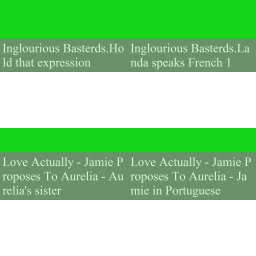 Inglourious Basterds.Ho
ld that expression
Inglourious Basterds.La
nda speaks French 1
Love Actually - Jamie P
roposes To Aurelia - Au
relia's sister
Love Actually - Jamie P
roposes To Aurelia - Ja
mie in Portuguese